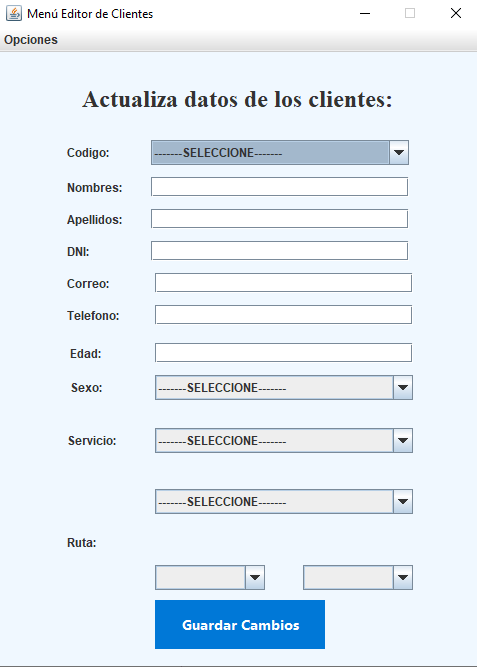 Menú Editor de Clientes
Opciones
Actualiza datos de los clientes:
Codigo: -------SELECCIONE-------
Nombres:
Apellidos:
DNI:
Correo:
Telefono:
Edad:
Sexo: -------SELECCIONE-------
Servicio: -------SELECCIONE-------
-------SELECCIONE-------
Ruta:
Guardar Cambios